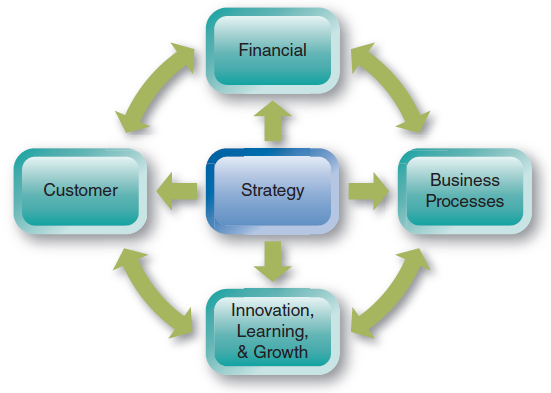 Financial
Customer
Strategy
Business
Processes
Innovation,
Learning,
& Growth